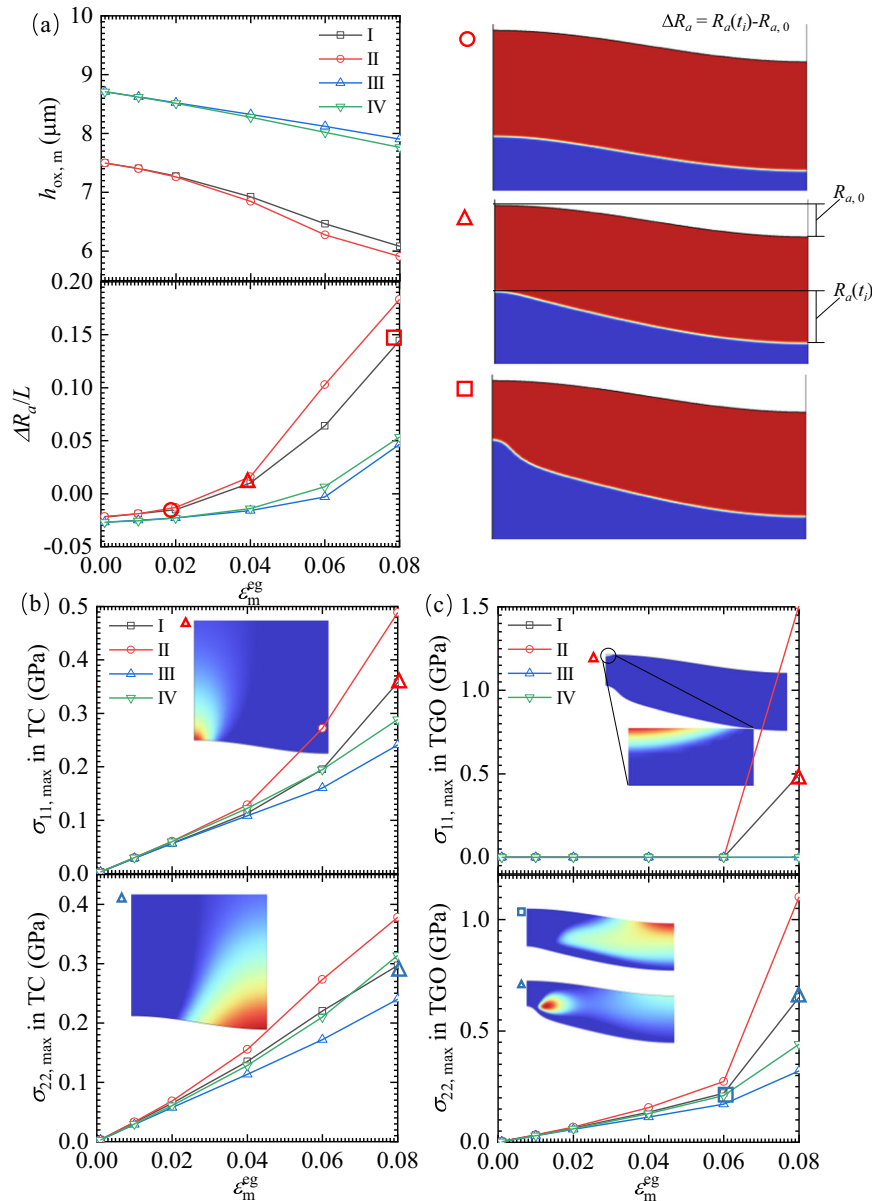 (a)
I
II
III
IV
9
8
7
6
h_ox, m (μm)
0.20
0.15
0.10
0.05
0.00
-0.05
ΔR_a/L
0.00 0.02 0.04 0.06 0.08
ε_m^eg
ΔR_a = R_a(t_i)-R_a, 0
R_a, 0
R_a(t_i)
(b)
I
II
III
IV
0.5
0.4
0.3
0.2
0.1
0.0
σ_11, max in TC (GPa)
0.4
0.3
0.2
0.1
0.0
σ_22, max in TC (GPa)
0.00 0.02 0.04 0.06 0.08
ε_m^eg
(c)
I
II
III
IV
1.5
1.2
0.9
0.6
0.3
0.0
σ_11, max in TGO (GPa)
1.0
0.5
0.0
σ_22, max in TGO (GPa)
0.00 0.02 0.04 0.06 0.08
ε_m^eg